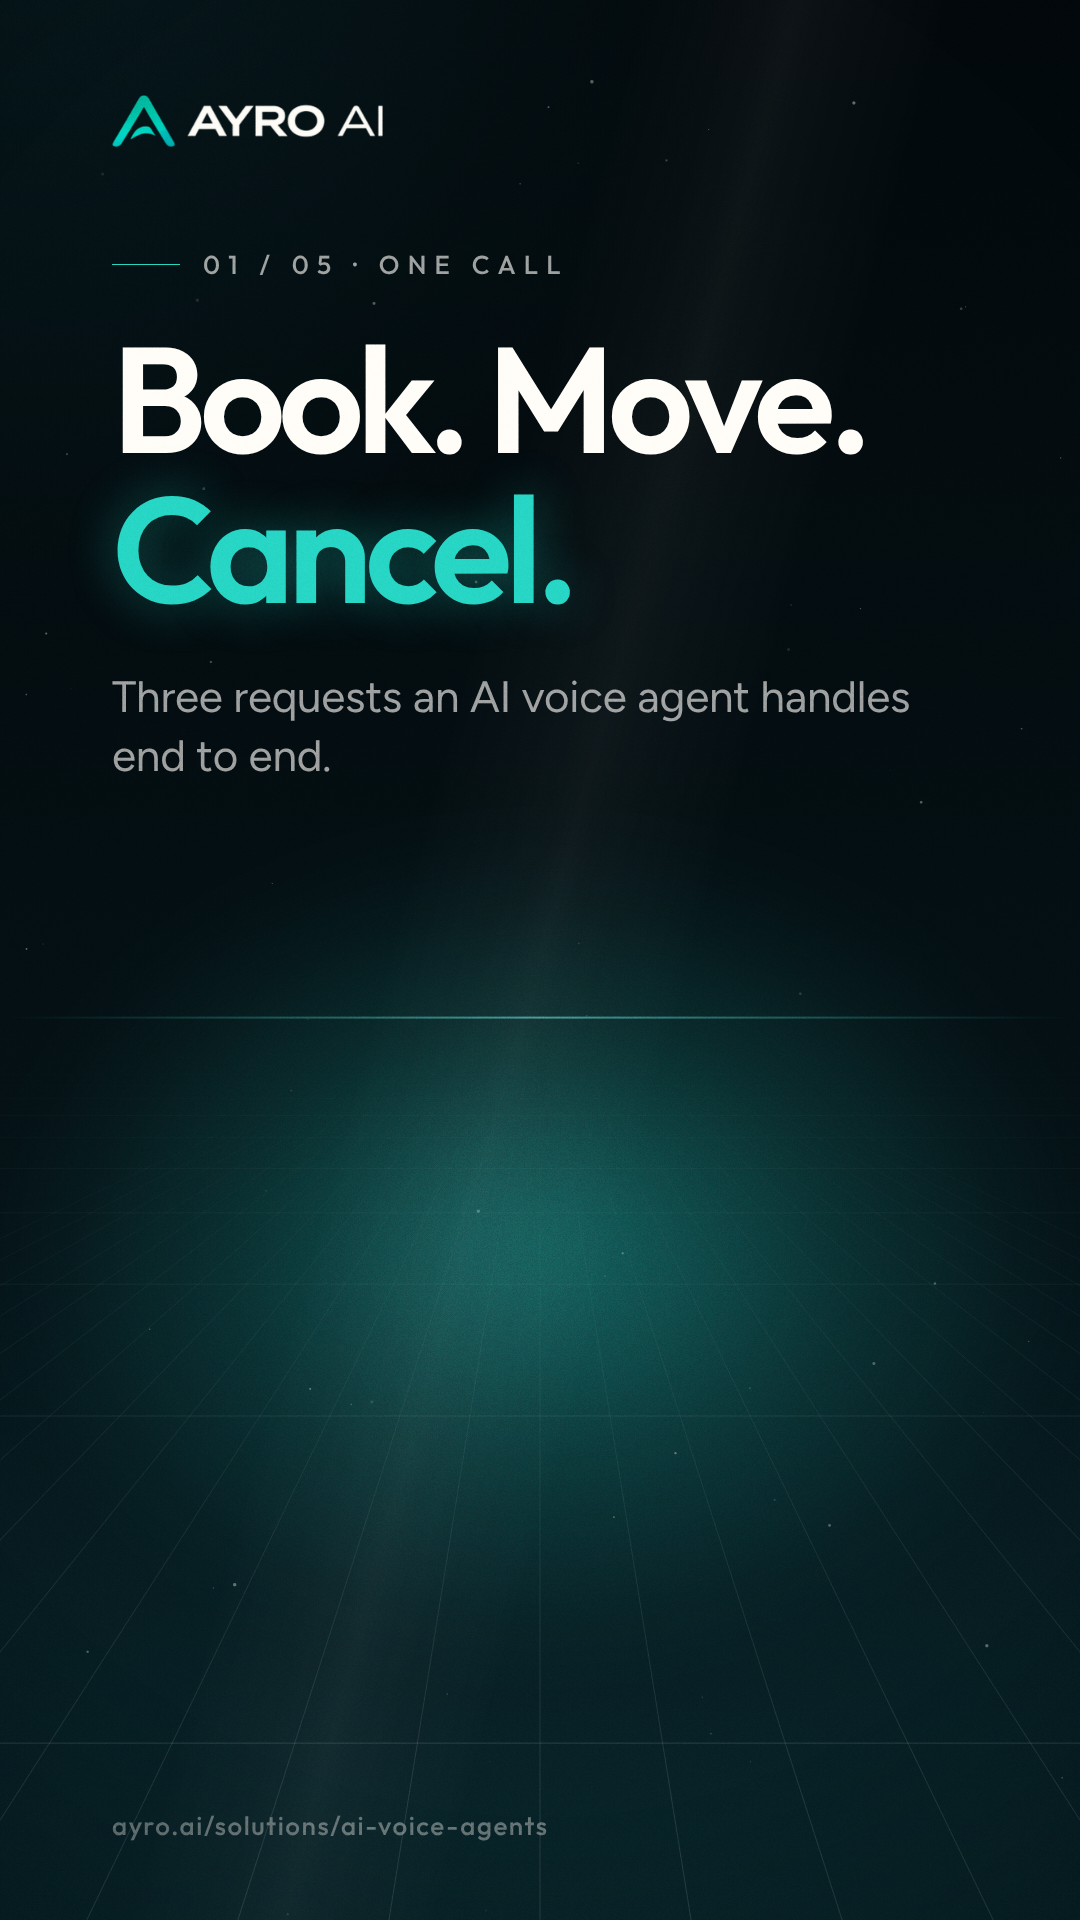 AYRO AI
01 / 05 · ONE CALL
Book. Move.
Cancel.
Three requests an AI voice agent handles
end to end.
ayro.ai/solutions/ai-voice-agents